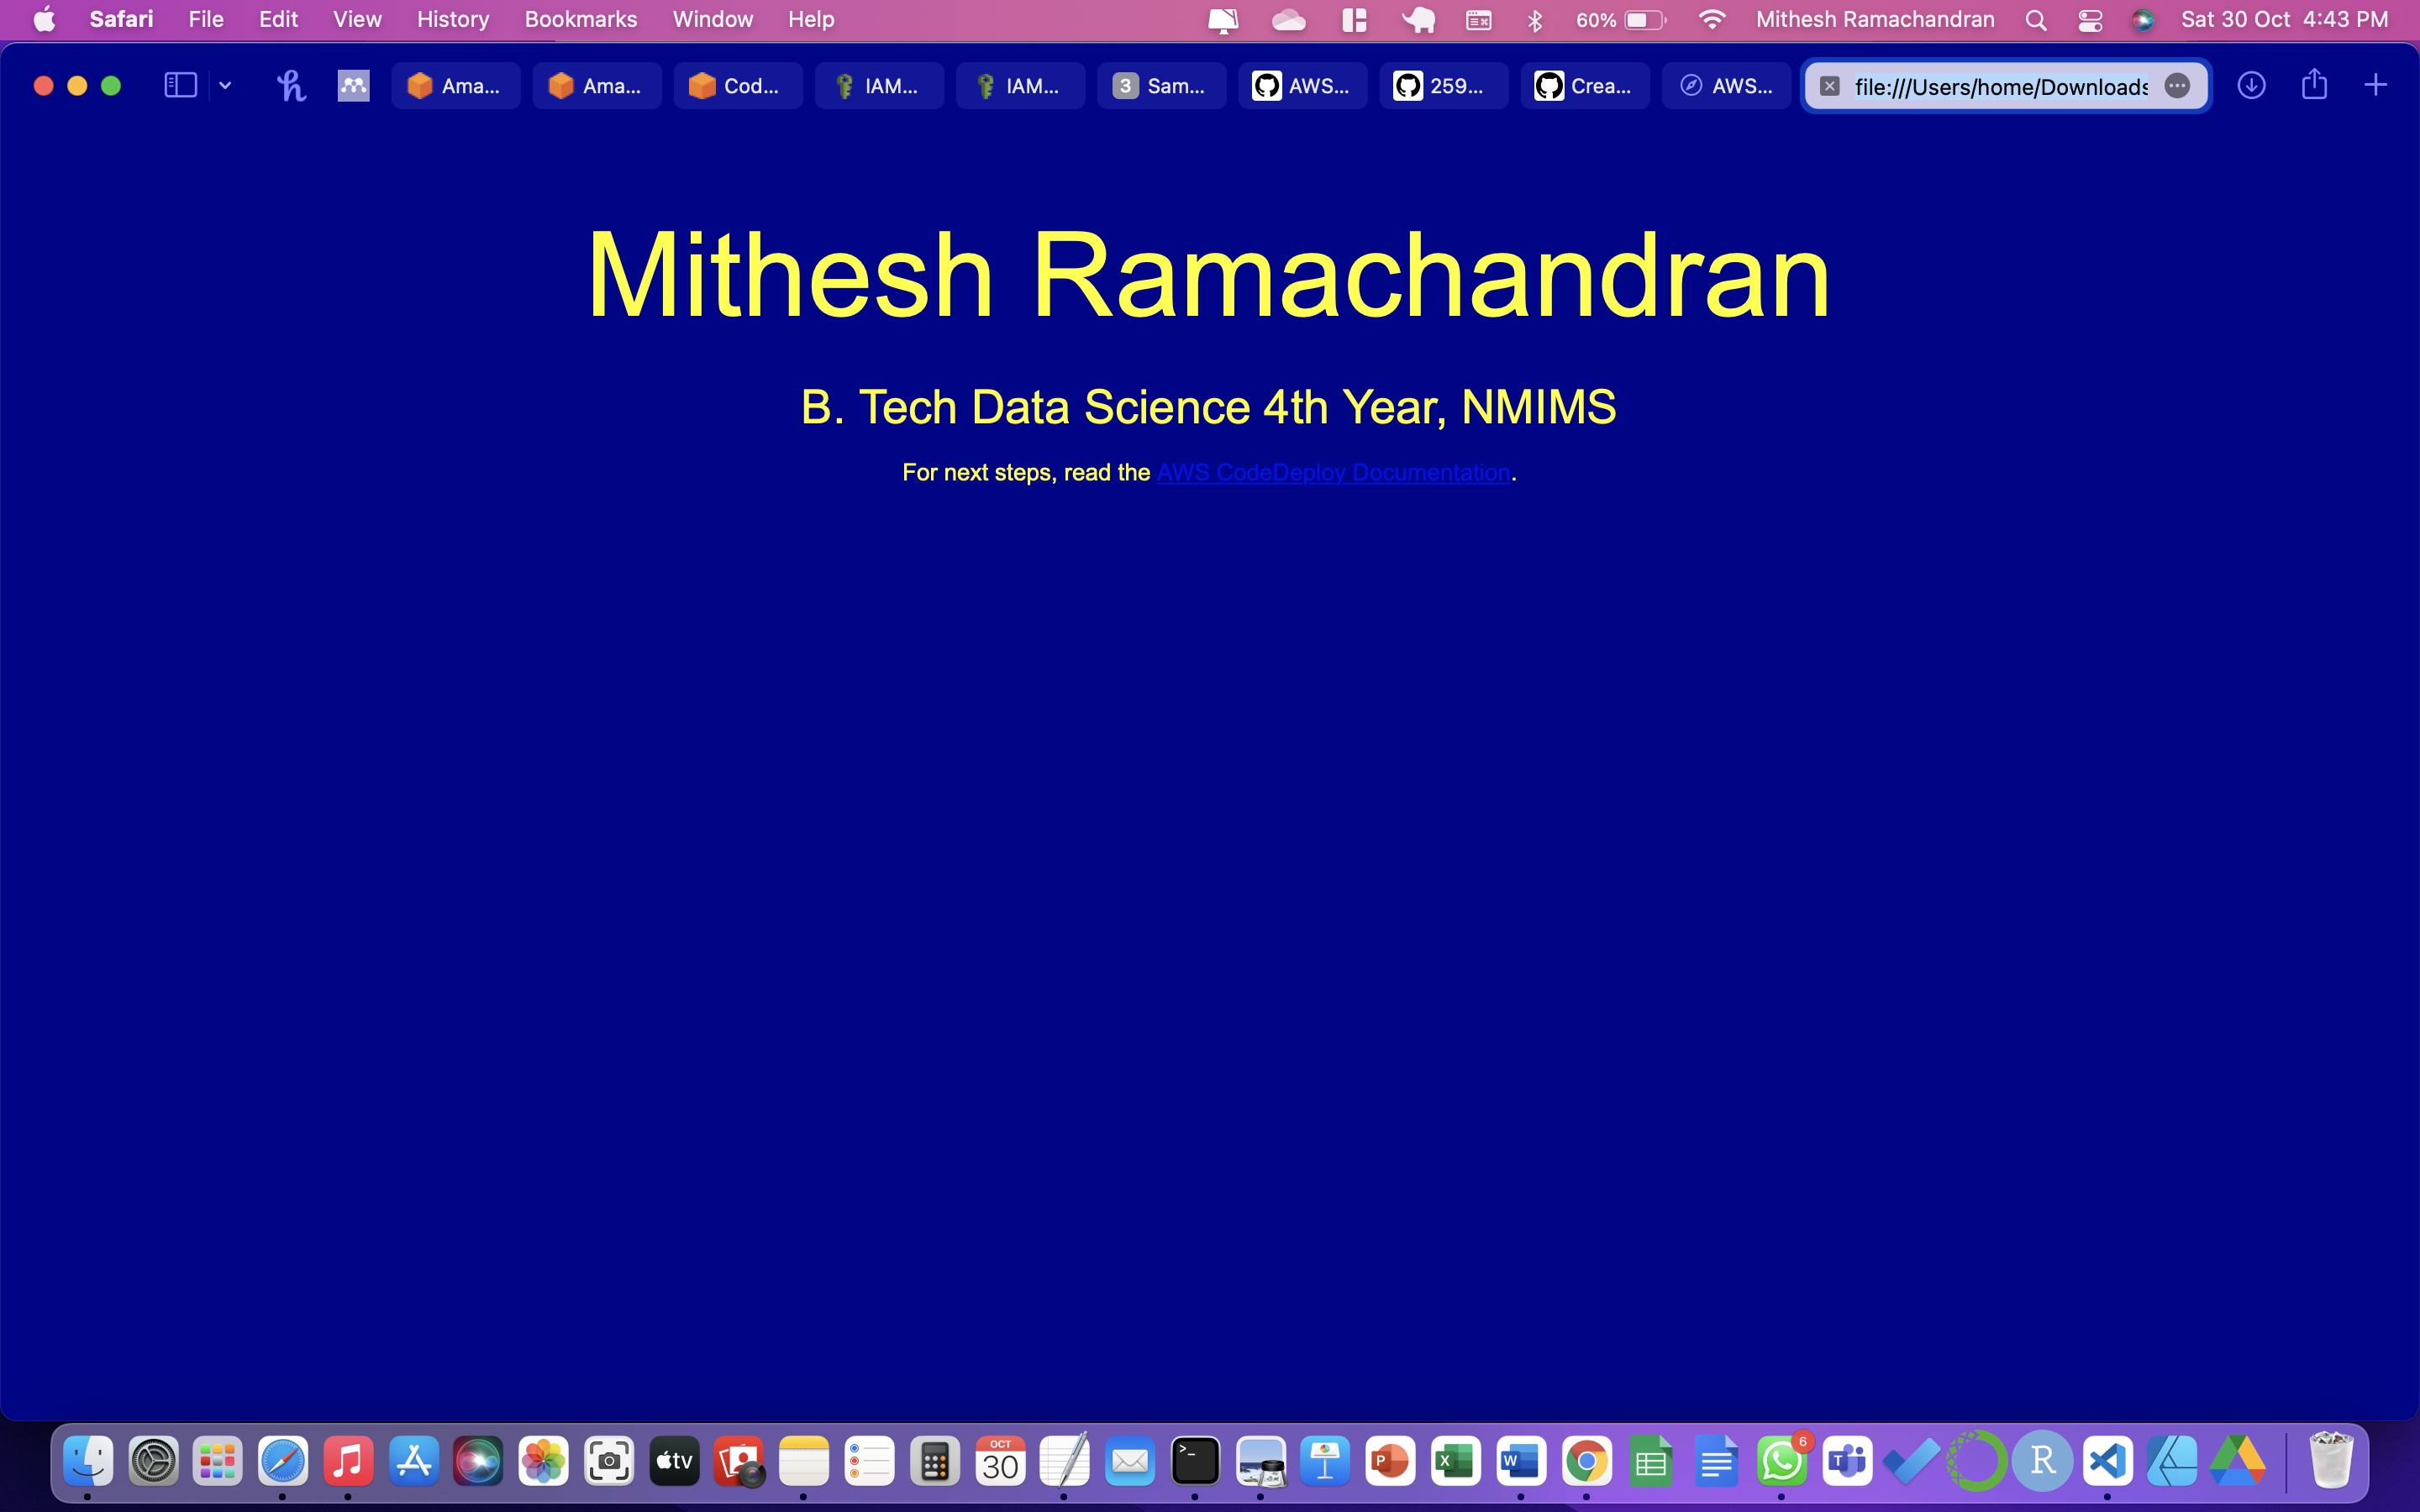 Safari File Edit View History Bookmarks Window Help 60% Mithesh Ramachandran Sat 30 Oct 4:43 PM
h Ama... Ama... Cod... IAM... IAM... 3 Sam... AWS... 259... Crea... AWS... file:///Users/home/Downloads
Mithesh Ramachandran
B. Tech Data Science 4th Year, NMIMS
For next steps, read the AWS CodeDeploy Documentation.
tv OCT 30 >_ P X W 6 T R